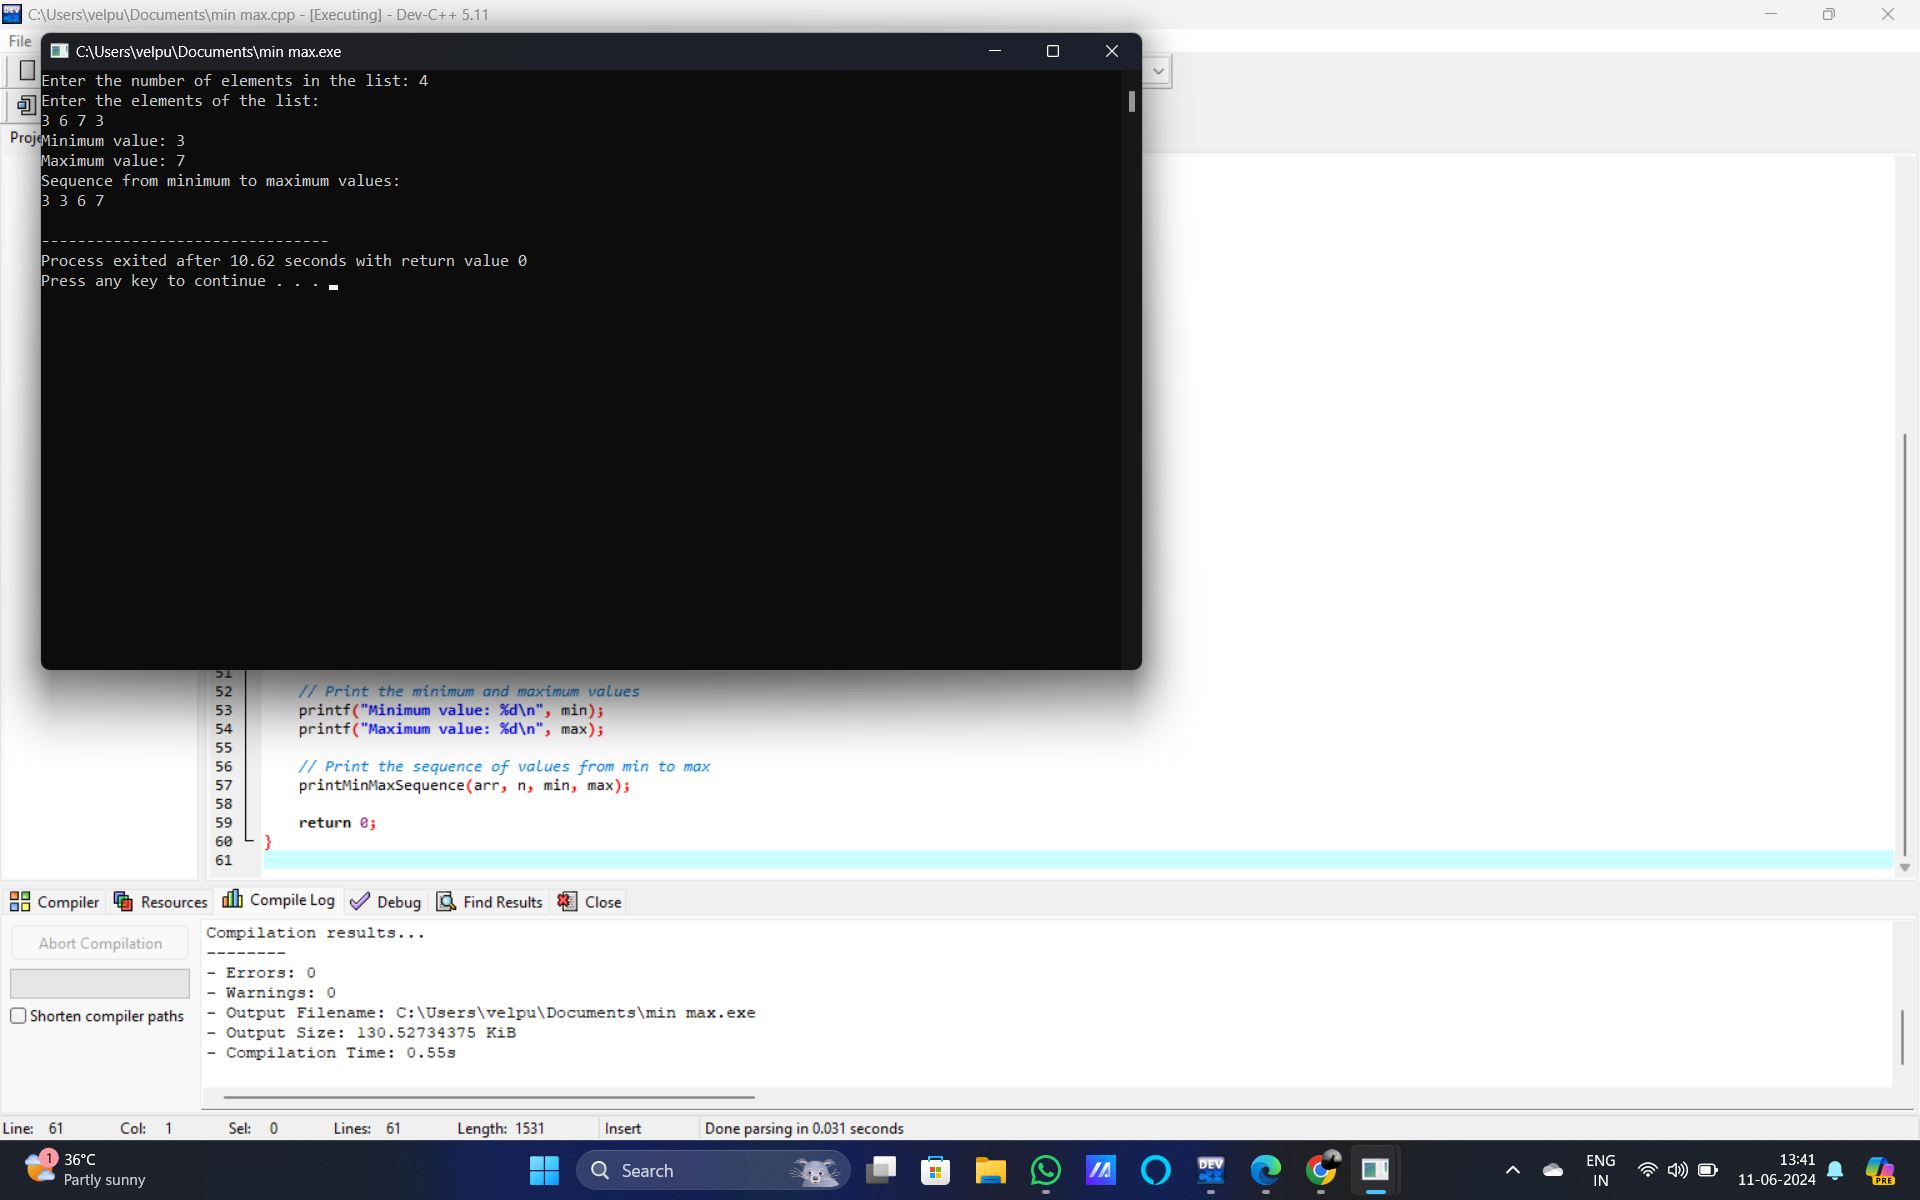 C:\Users\velpu\Documents\min max.cpp - [Executing] - Dev-C++ 5.11
File
C:\Users\velpu\Documents\min max.exe
Enter the number of elements in the list: 4
Enter the elements of the list:
3 6 7 3
Minimum value: 3
Maximum value: 7
Sequence from minimum to maximum values:
3 3 6 7
--------------------------------
Process exited after 10.62 seconds with return value 0
Press any key to continue . . .
Proje
51
52 // Print the minimum and maximum values
53 printf("Minimum value: %d\n", min);
54 printf("Maximum value: %d\n", max);
55
56 // Print the sequence of values from min to max
57 printMinMaxSequence(arr, n, min, max);
58
59 return 0;
60 }
61
Compiler Resources Compile Log Debug Find Results Close
Abort Compilation
Shorten compiler paths
Compilation results...
--------
- Errors: 0
- Warnings: 0
- Output Filename: C:\Users\velpu\Documents\min max.exe
- Output Size: 130.52734375 KiB
- Compilation Time: 0.55s
Line: 61 Col: 1 Sel: 0 Lines: 61 Length: 1531 Insert Done parsing in 0.031 seconds
1
36°C
Partly sunny
Search
DEV C++
ENG
IN
13:41
11-06-2024
PRE